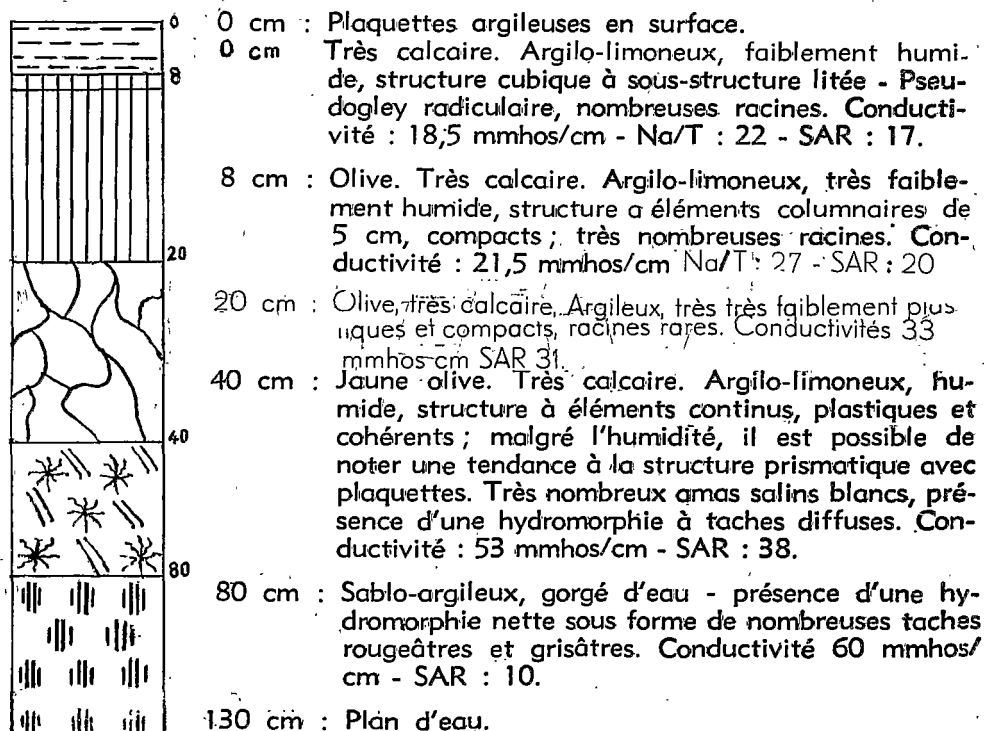 0
0 cm : Plaquettes argileuses en surface.
0 cm Très calcaire. Argilo-limoneux, faiblement humi-
de, structure cubique à sous-structure litée - Pseu-
dogley radiculaire, nombreuses racines. Conducti-
vité : 18,5 mmhos/cm - Na/T : 22 - SAR : 17.
8
8 cm : Olive. Très calcaire. Argilo-limoneux, très faible-
ment humide, structure a éléments columnaires de
5 cm, compacts ; très nombreuses racines. Con-
ductivité : 21,5 mmhos/cm Na/T : 27 - SAR : 20
20
20 cm : Olive, très calcaire, Argileux, très très faiblement
et compacts, racines rares. Conductivités 33
mmhos-cm SAR 31.
40 cm : Jaune olive. Très calcaire. Argilo-limoneux, hu-
mide, structure à éléments continus, plastiques et
40
cohérents ; malgré l'humidité, il est possible de
noter une tendance à la structure prismatique avec
plaquettes. Très nombreux amas salins blancs, pré-
sence d'une hydromorphie à taches diffuses. Con-
ductivité : 53 mmhos/cm - SAR : 38.
80
80 cm : Sablo-argileux, gorgé d'eau - présence d'une hy-
dromorphie nette sous forme de nombreuses taches
rougeâtres et grisâtres. Conductivité 60 mmhos/
cm - SAR : 10.
130 cm : Plan d'eau.